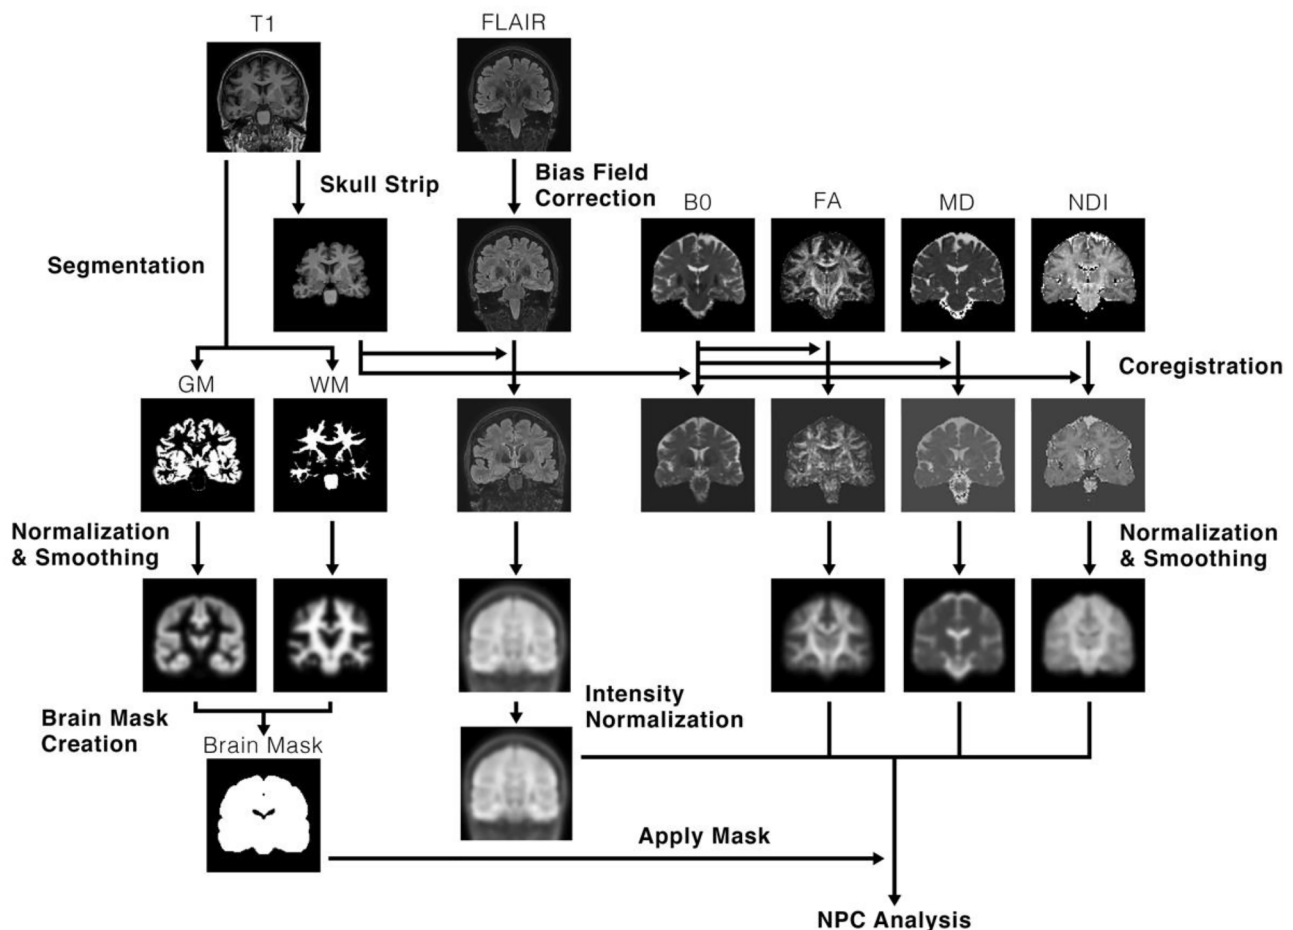 T1
FLAIR
Skull Strip
Bias Field
Correction
B0
FA
MD
NDI
Segmentation
Coregistration
GM
WM
Normalization
& Smoothing
Normalization
& Smoothing
Intensity
Normalization
Brain Mask
Creation
Brain Mask
Apply Mask
NPC Analysis